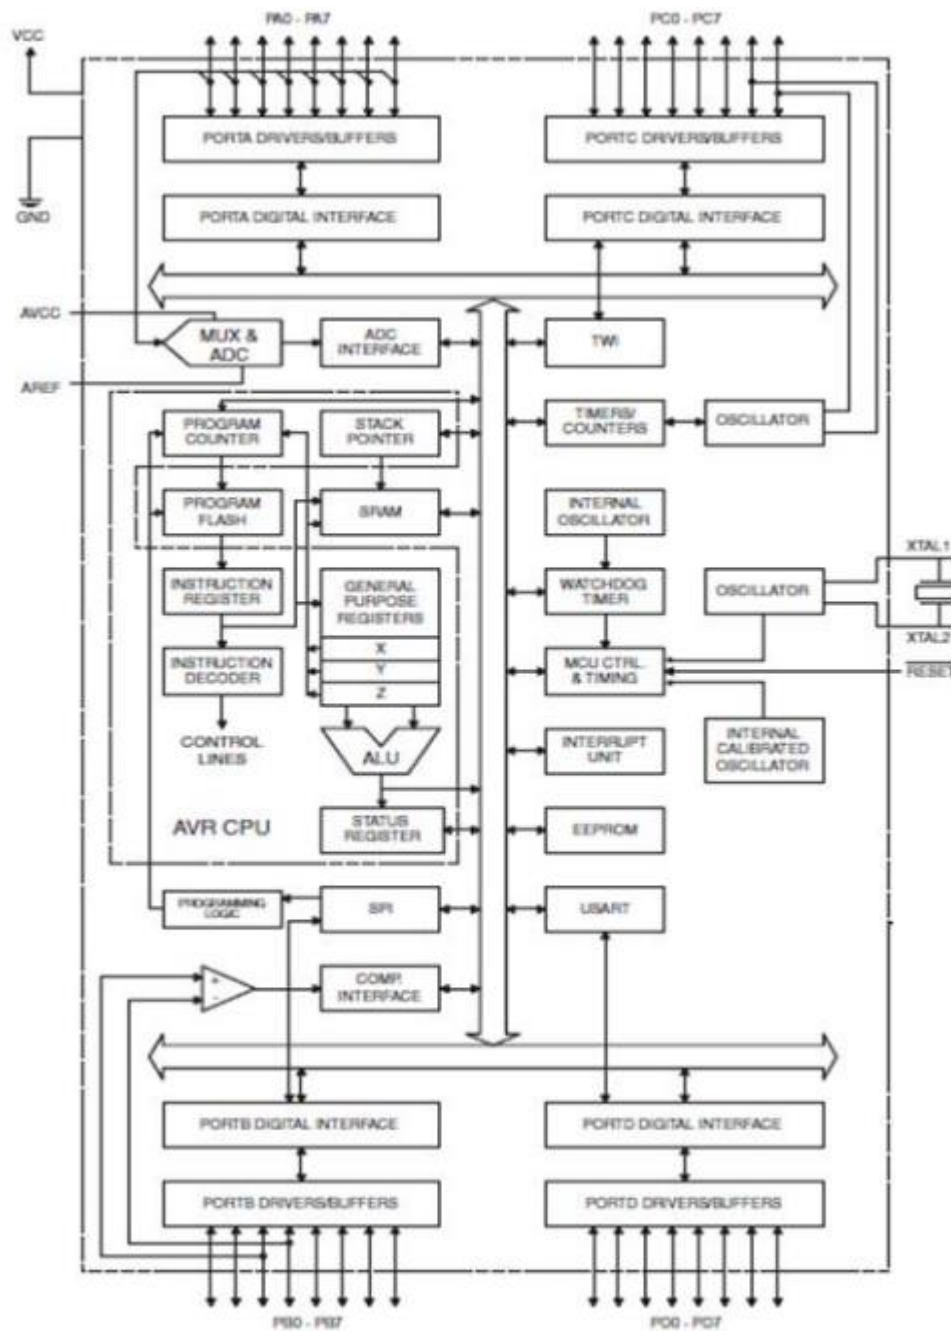 PA0 - PA7
PC0 - PC7
VCC
PORTA DRIVERS/BUFFERS
PORTC DRIVERS/BUFFERS
GND
PORTA DIGITAL INTERFACE
PORTC DIGITAL INTERFACE
AVCC
MUX &
ADC
ADC
INTERFACE
TWI
AREF
PROGRAM
COUNTER
STACK
POINTER
TIMERS/
COUNTERS
OSCILLATOR
PROGRAM
FLASH
SRAM
INTERNAL
OSCILLATOR
XTAL1
INSTRUCTION
REGISTER
GENERAL
PURPOSE
REGISTERS
WATCHDOG
TIMER
OSCILLATOR
XTAL2
X
INSTRUCTION
DECODER
Y
MCU CTRL.
& TIMING
RESET
Z
CONTROL
LINES
ALU
INTERRUPT
UNIT
INTERNAL
CALIBRATED
OSCILLATOR
AVR CPU
STATUS
REGISTER
EEPROM
PROGRAMMING
LOGIC
SPI
USART
+
-
COMP.
INTERFACE
PORTB DIGITAL INTERFACE
PORTD DIGITAL INTERFACE
PORTB DRIVERS/BUFFERS
PORTD DRIVERS/BUFFERS
PB0 - PB7
PD0 - PD7